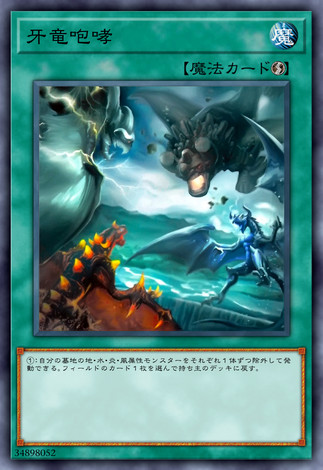 牙竜咆哮
魔
【魔法カード】
①:自分の墓地の地・水・炎・風属性モンスターをそれぞれ1体ずつ除外して発
動できる。フィールドのカード1枚を選んで持ち主のデッキに戻す。
34898052